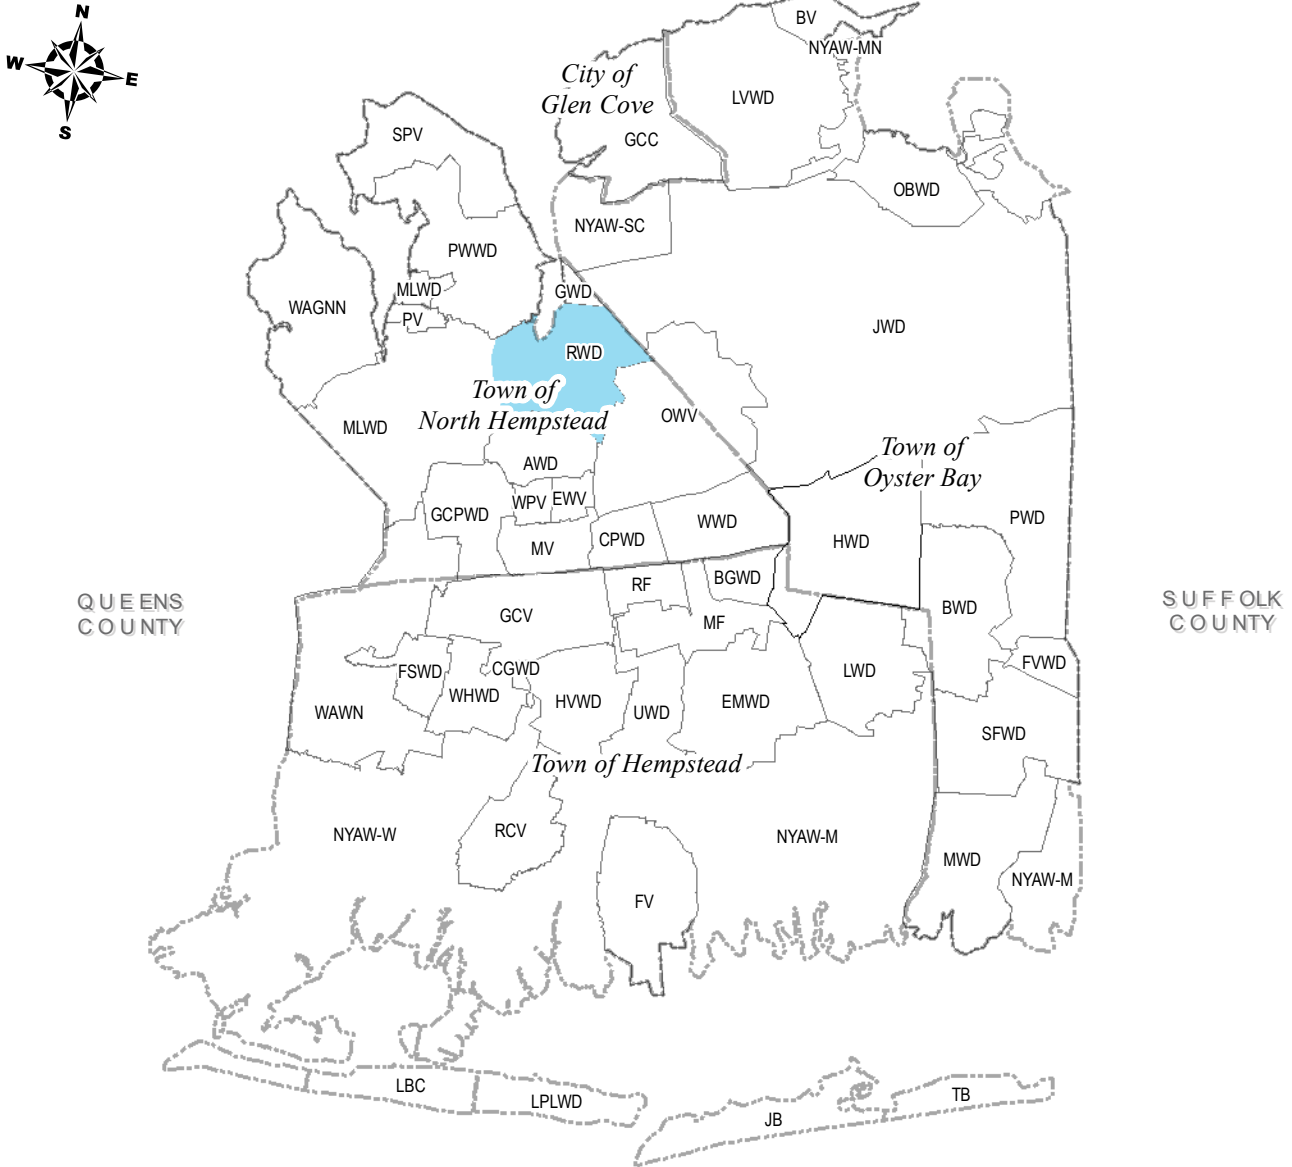 N
W
E
S
BV
NYAW-MN
City of
Glen Cove
LVWD
GCC
SPV
OBWD
NYAW-SC
PWWD
MLWD
GWD
WAGNN
PV
JWD
RWD
Town of
North Hempstead
OWV
MLWD
Town of
Oyster Bay
AWD
WPV
EWV
GCPWD
CPWD
WWD
PWD
MV
HWD
RF
BGWD
QUEENS
COUNTY
SUFFOLK
COUNTY
GCV
MF
BWD
FSWD
CGWD
WHWD
LWD
FVWD
WAWN
HVWD
UWD
EMWD
SFWD
Town of Hempstead
NYAW-W
RCV
NYAW-M
MWD
NYAW-M
FV
LBC
LPLWD
JB
TB